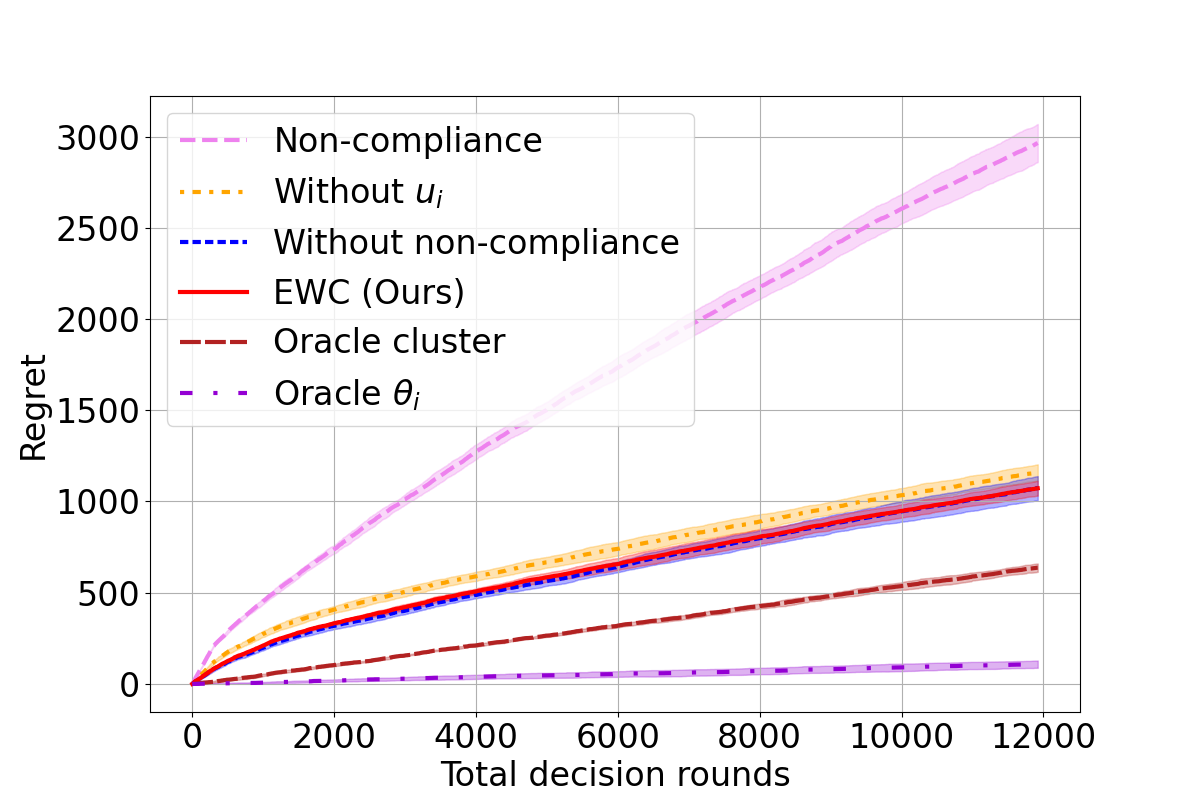 3000
2500
2000
1500
1000
500
0
Regret
Non-compliance
Without u_i
Without non-compliance
EWC (Ours)
Oracle cluster
Oracle θ_i
0 2000 4000 6000 8000 10000 12000
Total decision rounds